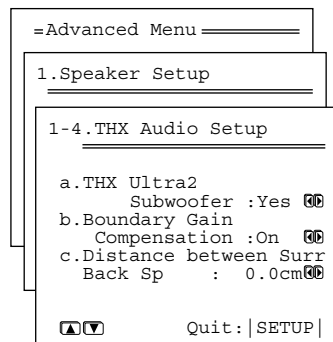 =Advanced Menu
1.Speaker Setup
1-4.THX Audio Setup
a.THX Ultra2
Subwoofer :Yes
b.Boundary Gain
Compensation :On
c.Distance between Surr
Back Sp : 0.0cm
Quit:|SETUP|